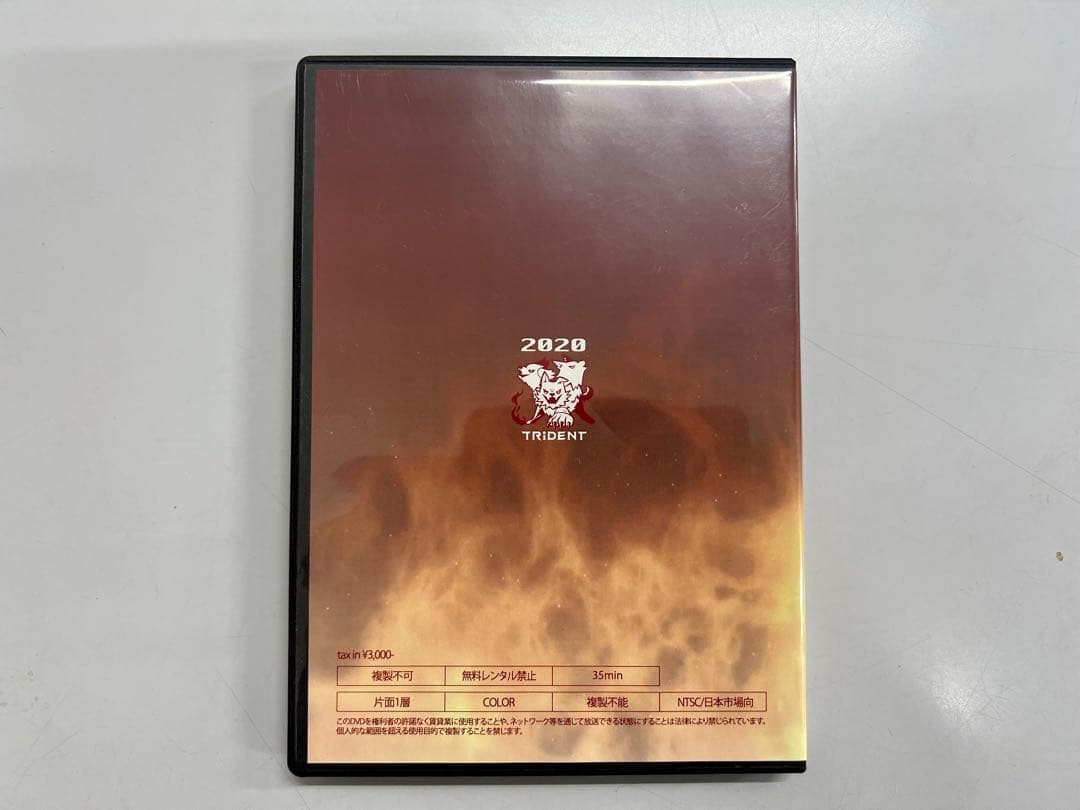 2020
TRiDENT
tax in ¥3,000-
複製不可 無料レンタル禁止 35min
片面1層 COLOR 複製不能 NTSC/日本市場向
このDVDを権利者の許諾なく賃貸業に使用することや、ネットワーク等を通じて放送できる状態にすることは法律により禁じられています。
個人的な範囲を超える使用目的で複製することを禁じます。